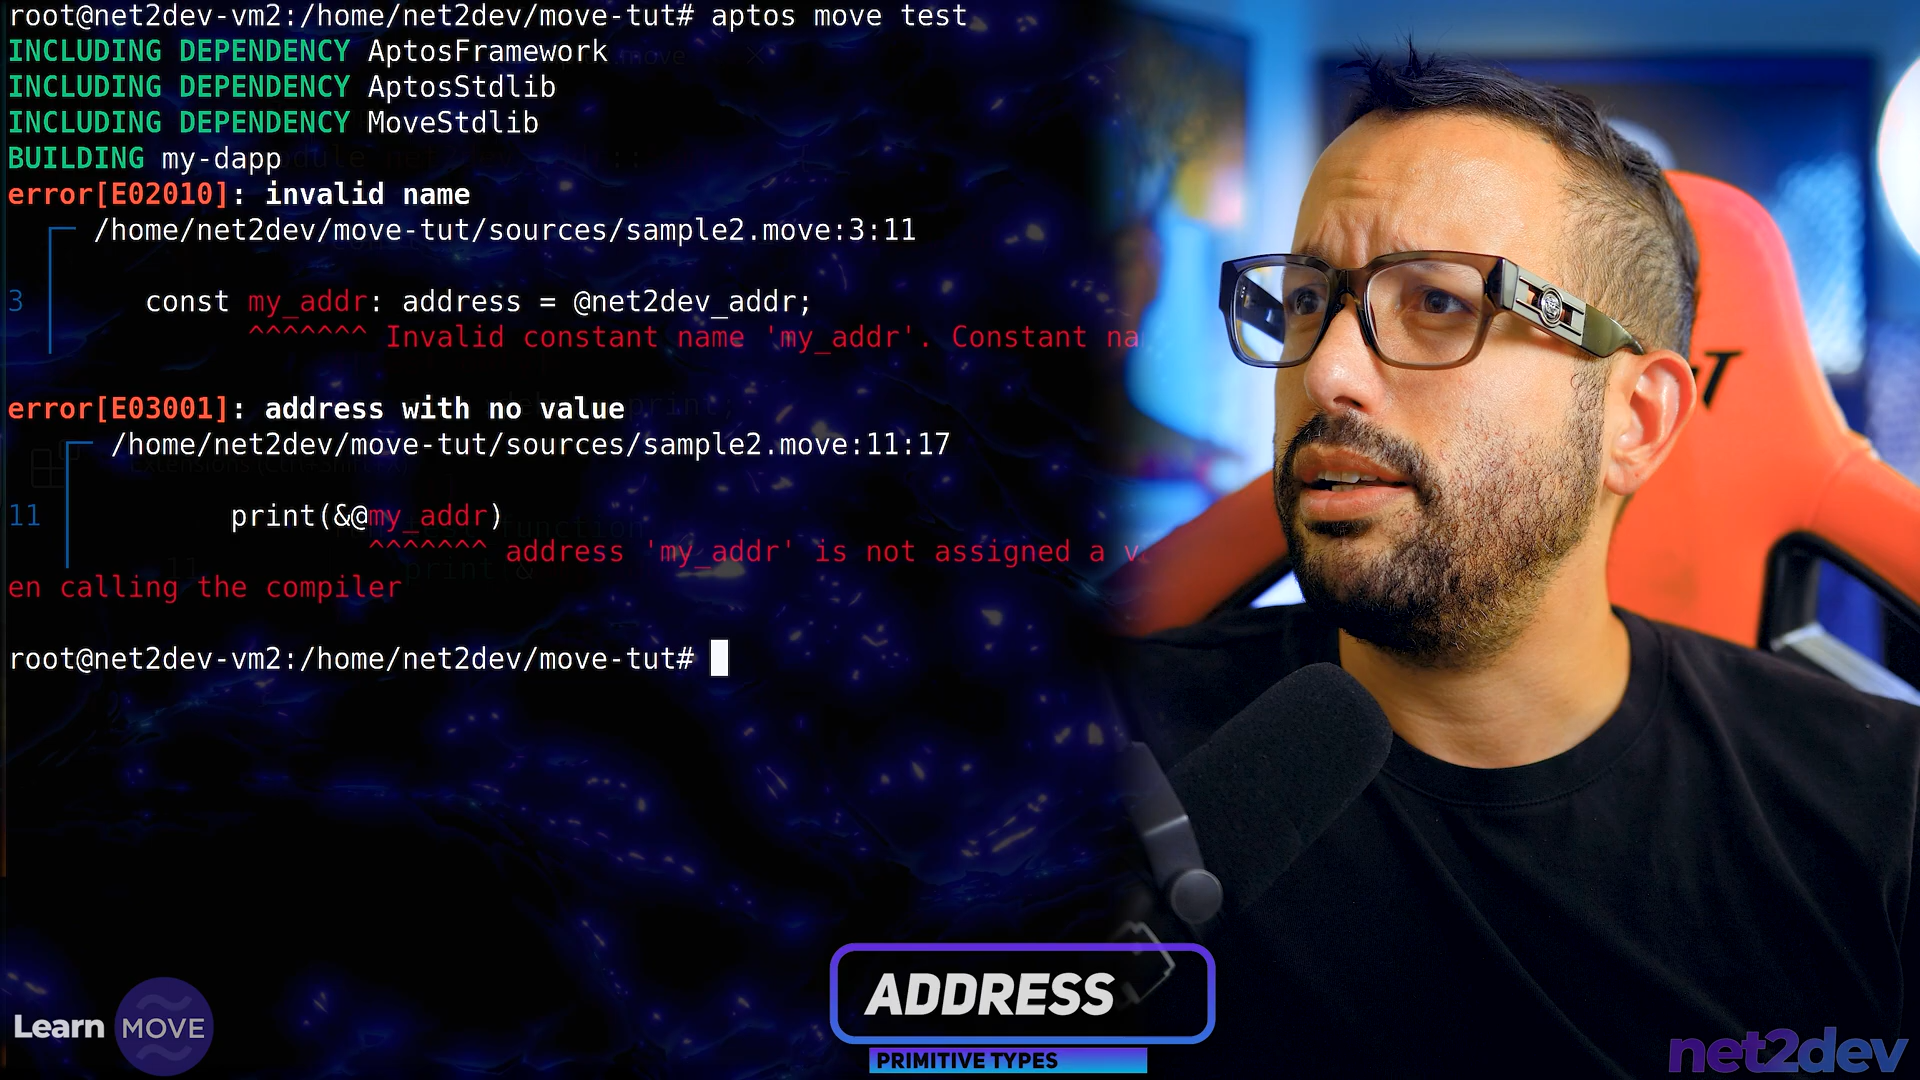 root@net2dev-vm2:/home/net2dev/move-tut# aptos move test
INCLUDING DEPENDENCY AptosFramework
INCLUDING DEPENDENCY AptosStdlib
INCLUDING DEPENDENCY MoveStdlib
BUILDING my-dapp
error[E02010]: invalid name
/home/net2dev/move-tut/sources/sample2.move:3:11
3 const my_addr: address = @net2dev_addr;
^^^^^^^ Invalid constant name 'my_addr'. Constant na
error[E03001]: address with no value
/home/net2dev/move-tut/sources/sample2.move:11:17
11 print(&@my_addr)
^^^^^^^ address 'my_addr' is not assigned a v
en calling the compiler
root@net2dev-vm2:/home/net2dev/move-tut#
ADDRESS
PRIMITIVE TYPES
Learn MOVE
net2dev